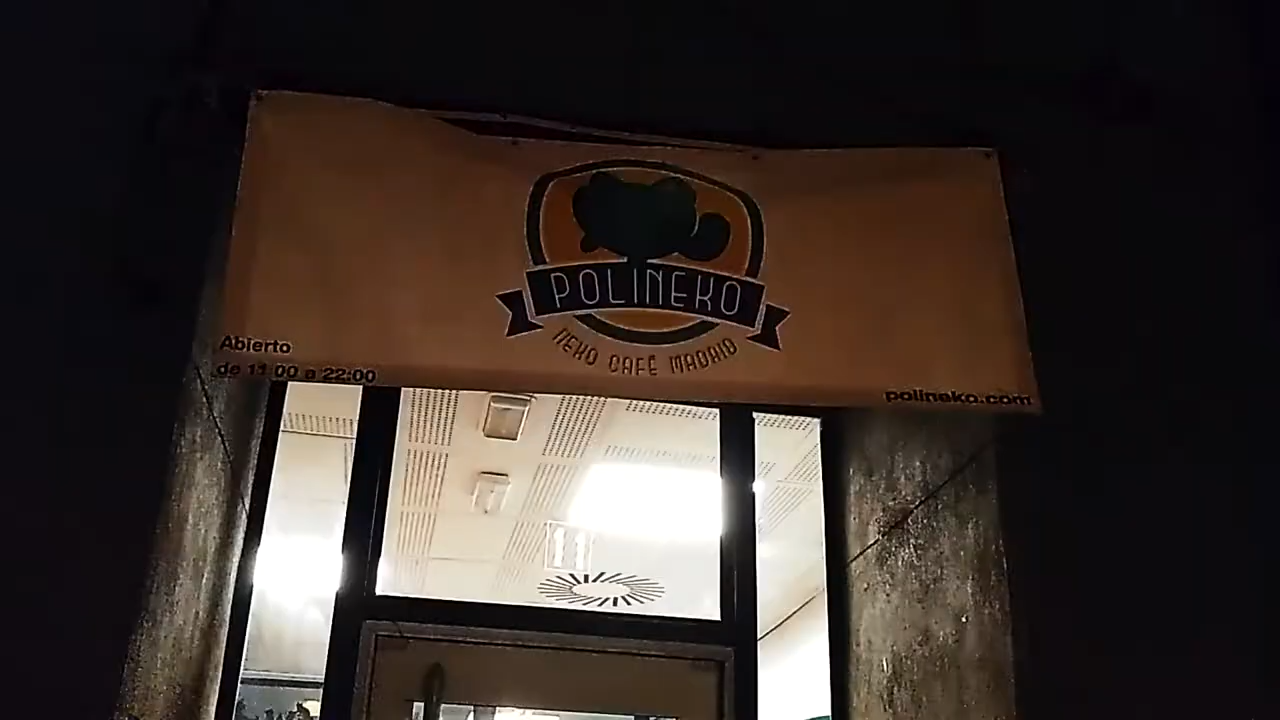 POLINEKO
NEKO CAFÉ MADRID
Abierto
de 11:00 a 22:00
polineko.com